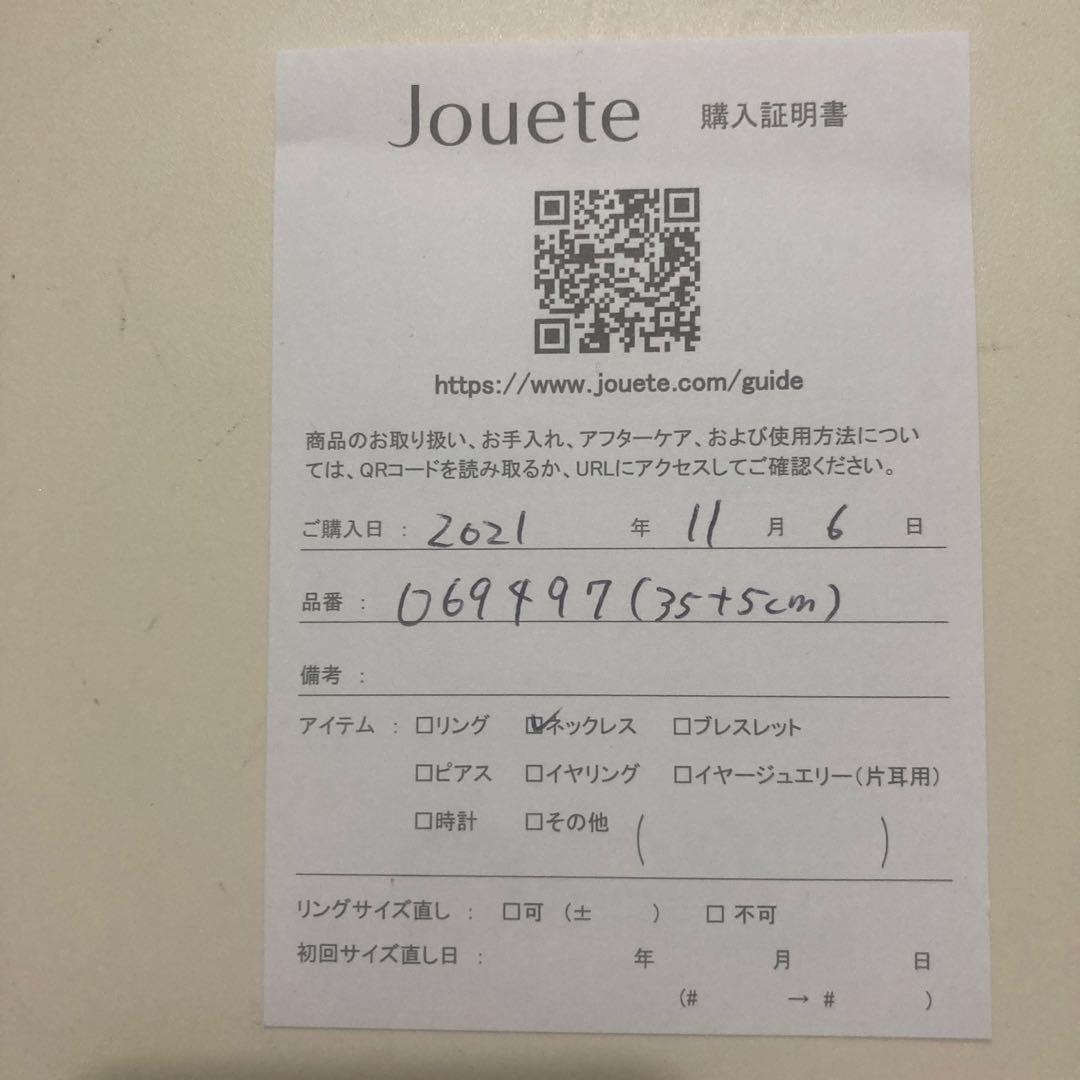 Jouete 購入証明書
https://www.jouete.com/guide
商品のお取り扱い、お手入れ、アフターケア、および使用方法につい
ては、QRコードを読み取るか、URLにアクセスしてご確認ください。
ご購入日 : 2021 年 11 月 6 日
品番 : 069497(35+5cm)
備考 :
アイテム : □リング ☑ネックレス □ブレスレット
□ピアス □イヤリング □イヤージュエリー(片耳用)
□時計 □その他 ( )
リングサイズ直し : □可 (± ) □ 不可
初回サイズ直し日 : 年 月 日
(# → # )